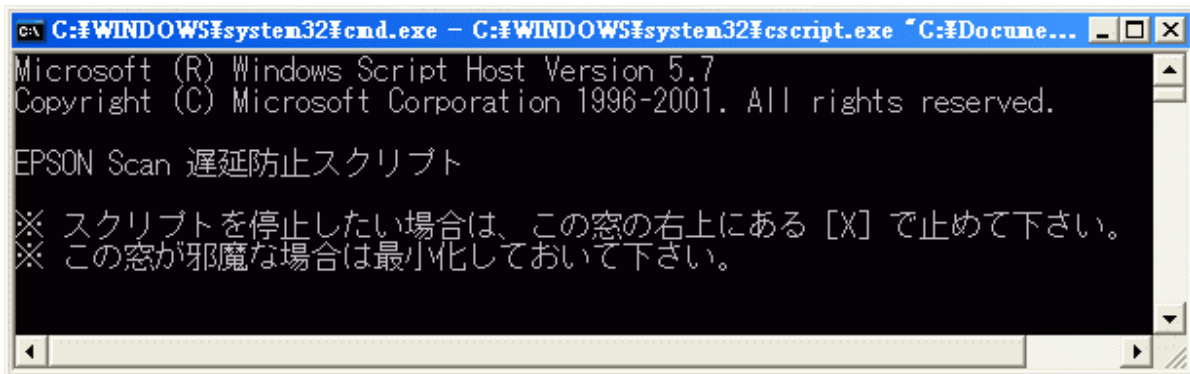 C:¥WINDOWS¥system32¥cmd.exe - C:¥WINDOWS¥system32¥cscript.exe "C:¥Docume...
Microsoft (R) Windows Script Host Version 5.7
Copyright (C) Microsoft Corporation 1996-2001. All rights reserved.
EPSON Scan 遅延防止スクリプト
※ スクリプトを停止したい場合は、この窓の右上にある [X] で止めて下さい。
※ この窓が邪魔な場合は最小化しておいて下さい。